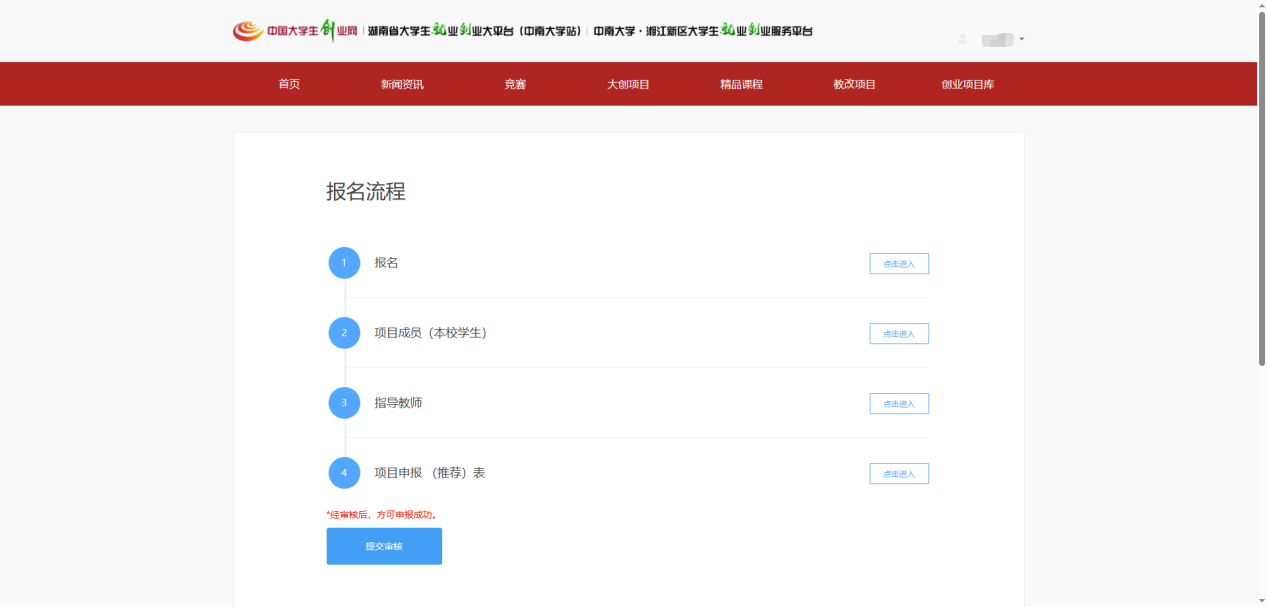 中国大学生创业网 | 湖南省大学生就业创业大平台（中南大学站） | 中南大学·湘江新区大学生就业创业服务平台
首页 新闻资讯 竞赛 大创项目 精品课程 教改项目 创业项目库
报名流程
1 报名 点击进入
2 项目成员（本校学生） 点击进入
3 指导教师 点击进入
4 项目申报 （推荐）表 点击进入
*经审核后，方可申报成功。
提交审核